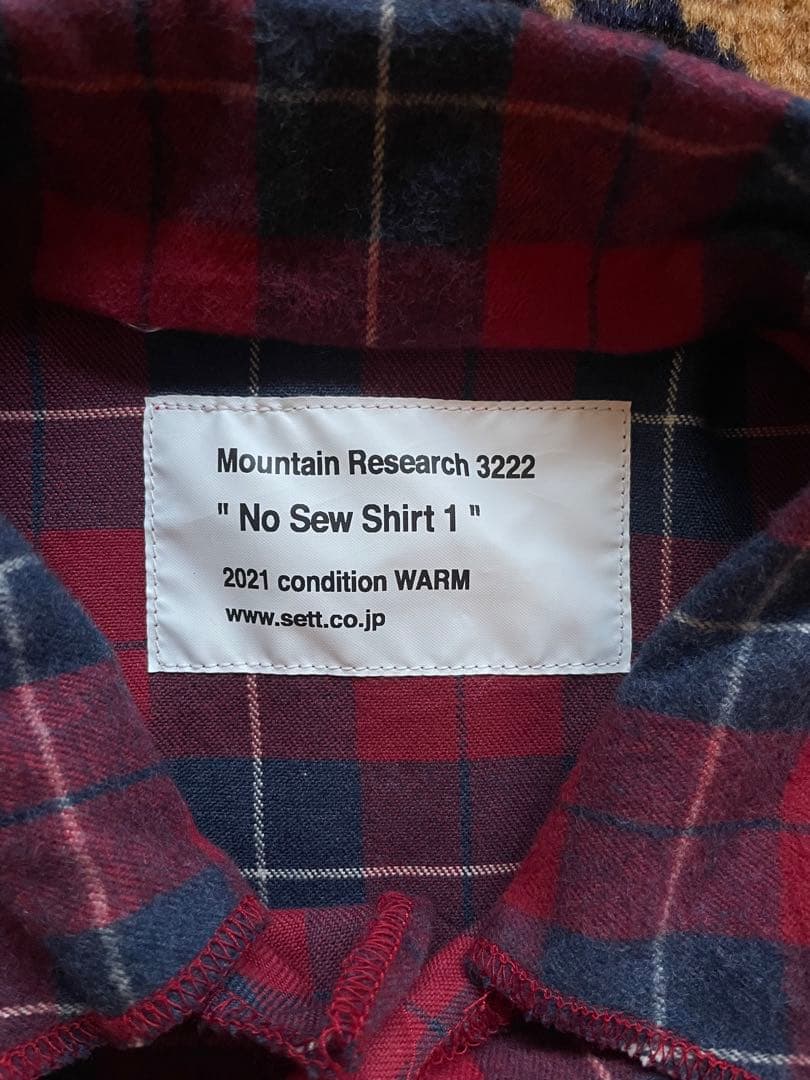 Mountain Research 3222
" No Sew Shirt 1 "
2021 condition WARM
www.sett.co.jp